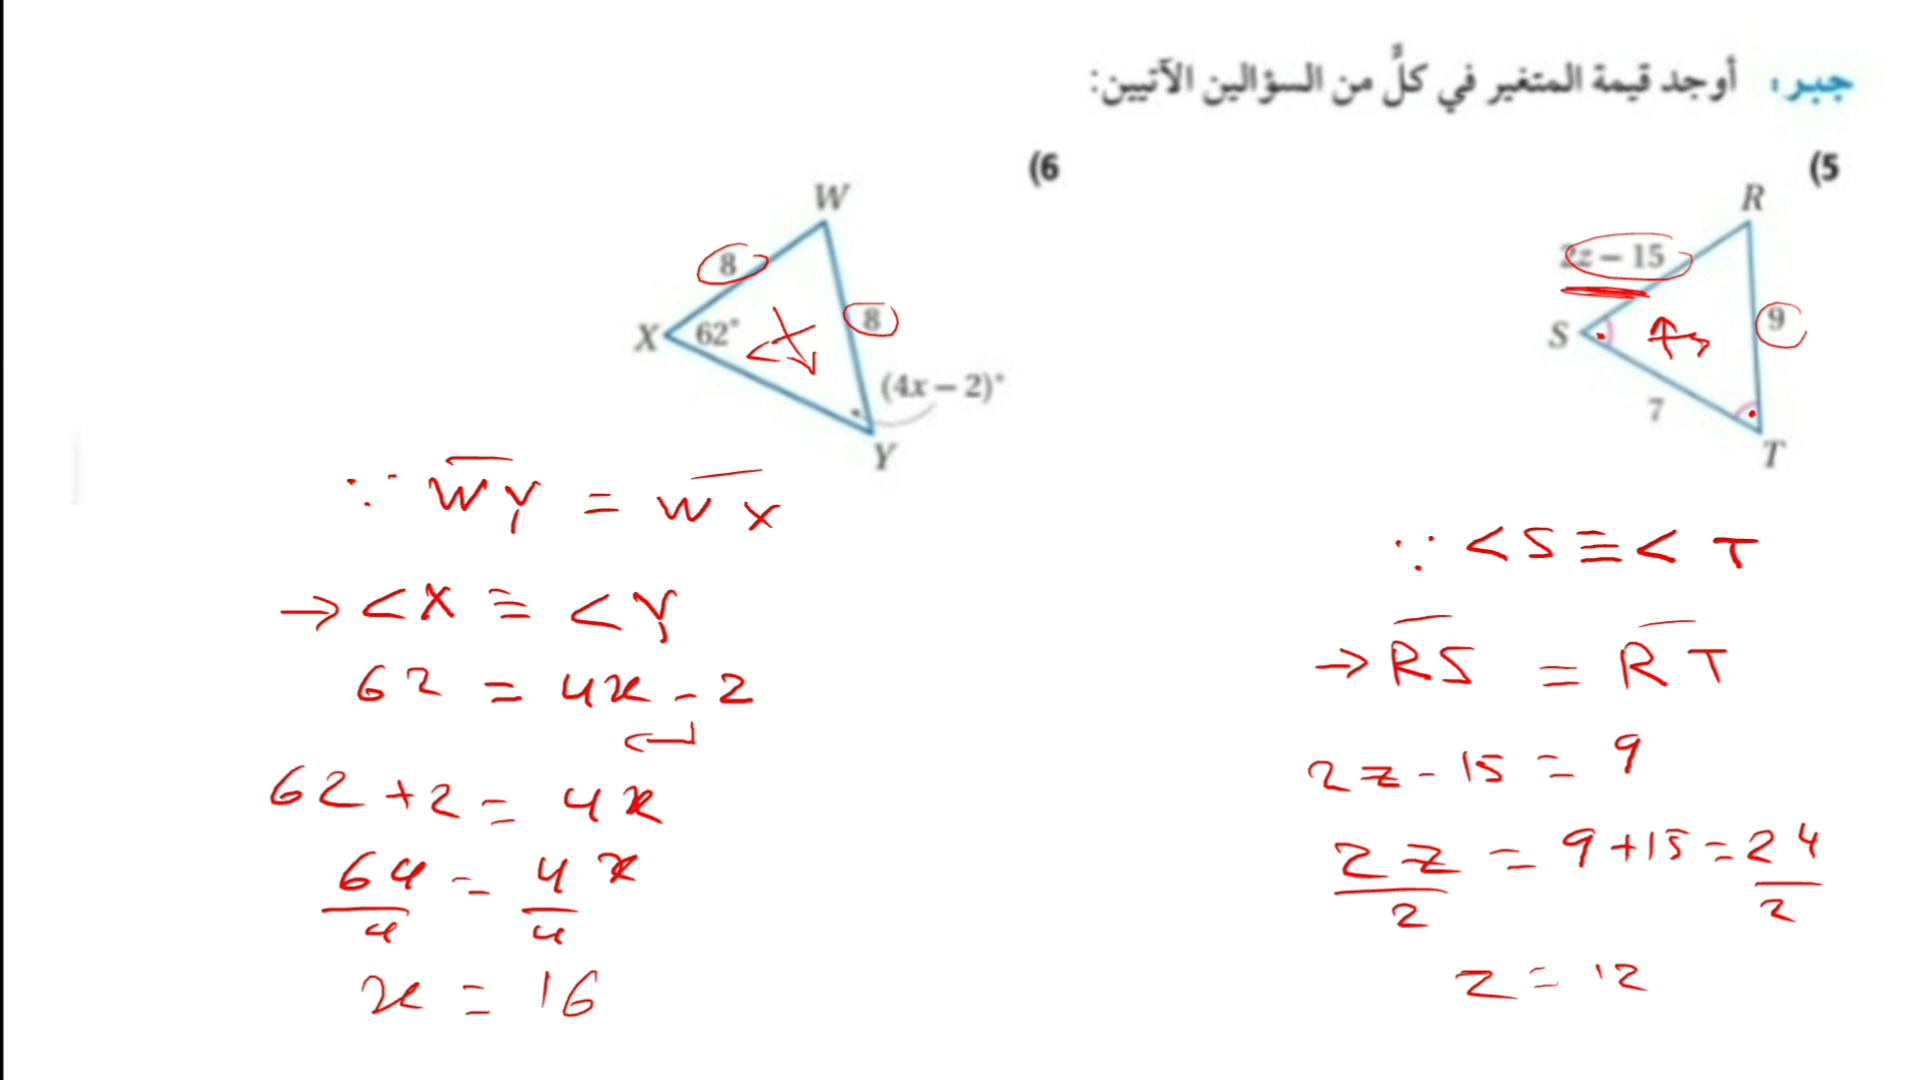 جبر: أوجد قيمة المتغير في كلٍّ من السؤالين الآتيين:
(5
R
2z – 15
9
S
7
T
∵ <S ≡ < T
→ RS = RT
2z - 15 = 9
2z/2 = 9+15 = 24/2
z = 12
(6
W
8
8
X
62°
(4x – 2)°
Y
∵ WY = WX
→ <X ≡ <Y
62 = 4x - 2
62 + 2 = 4x
64/4 = 4x/4
x = 16